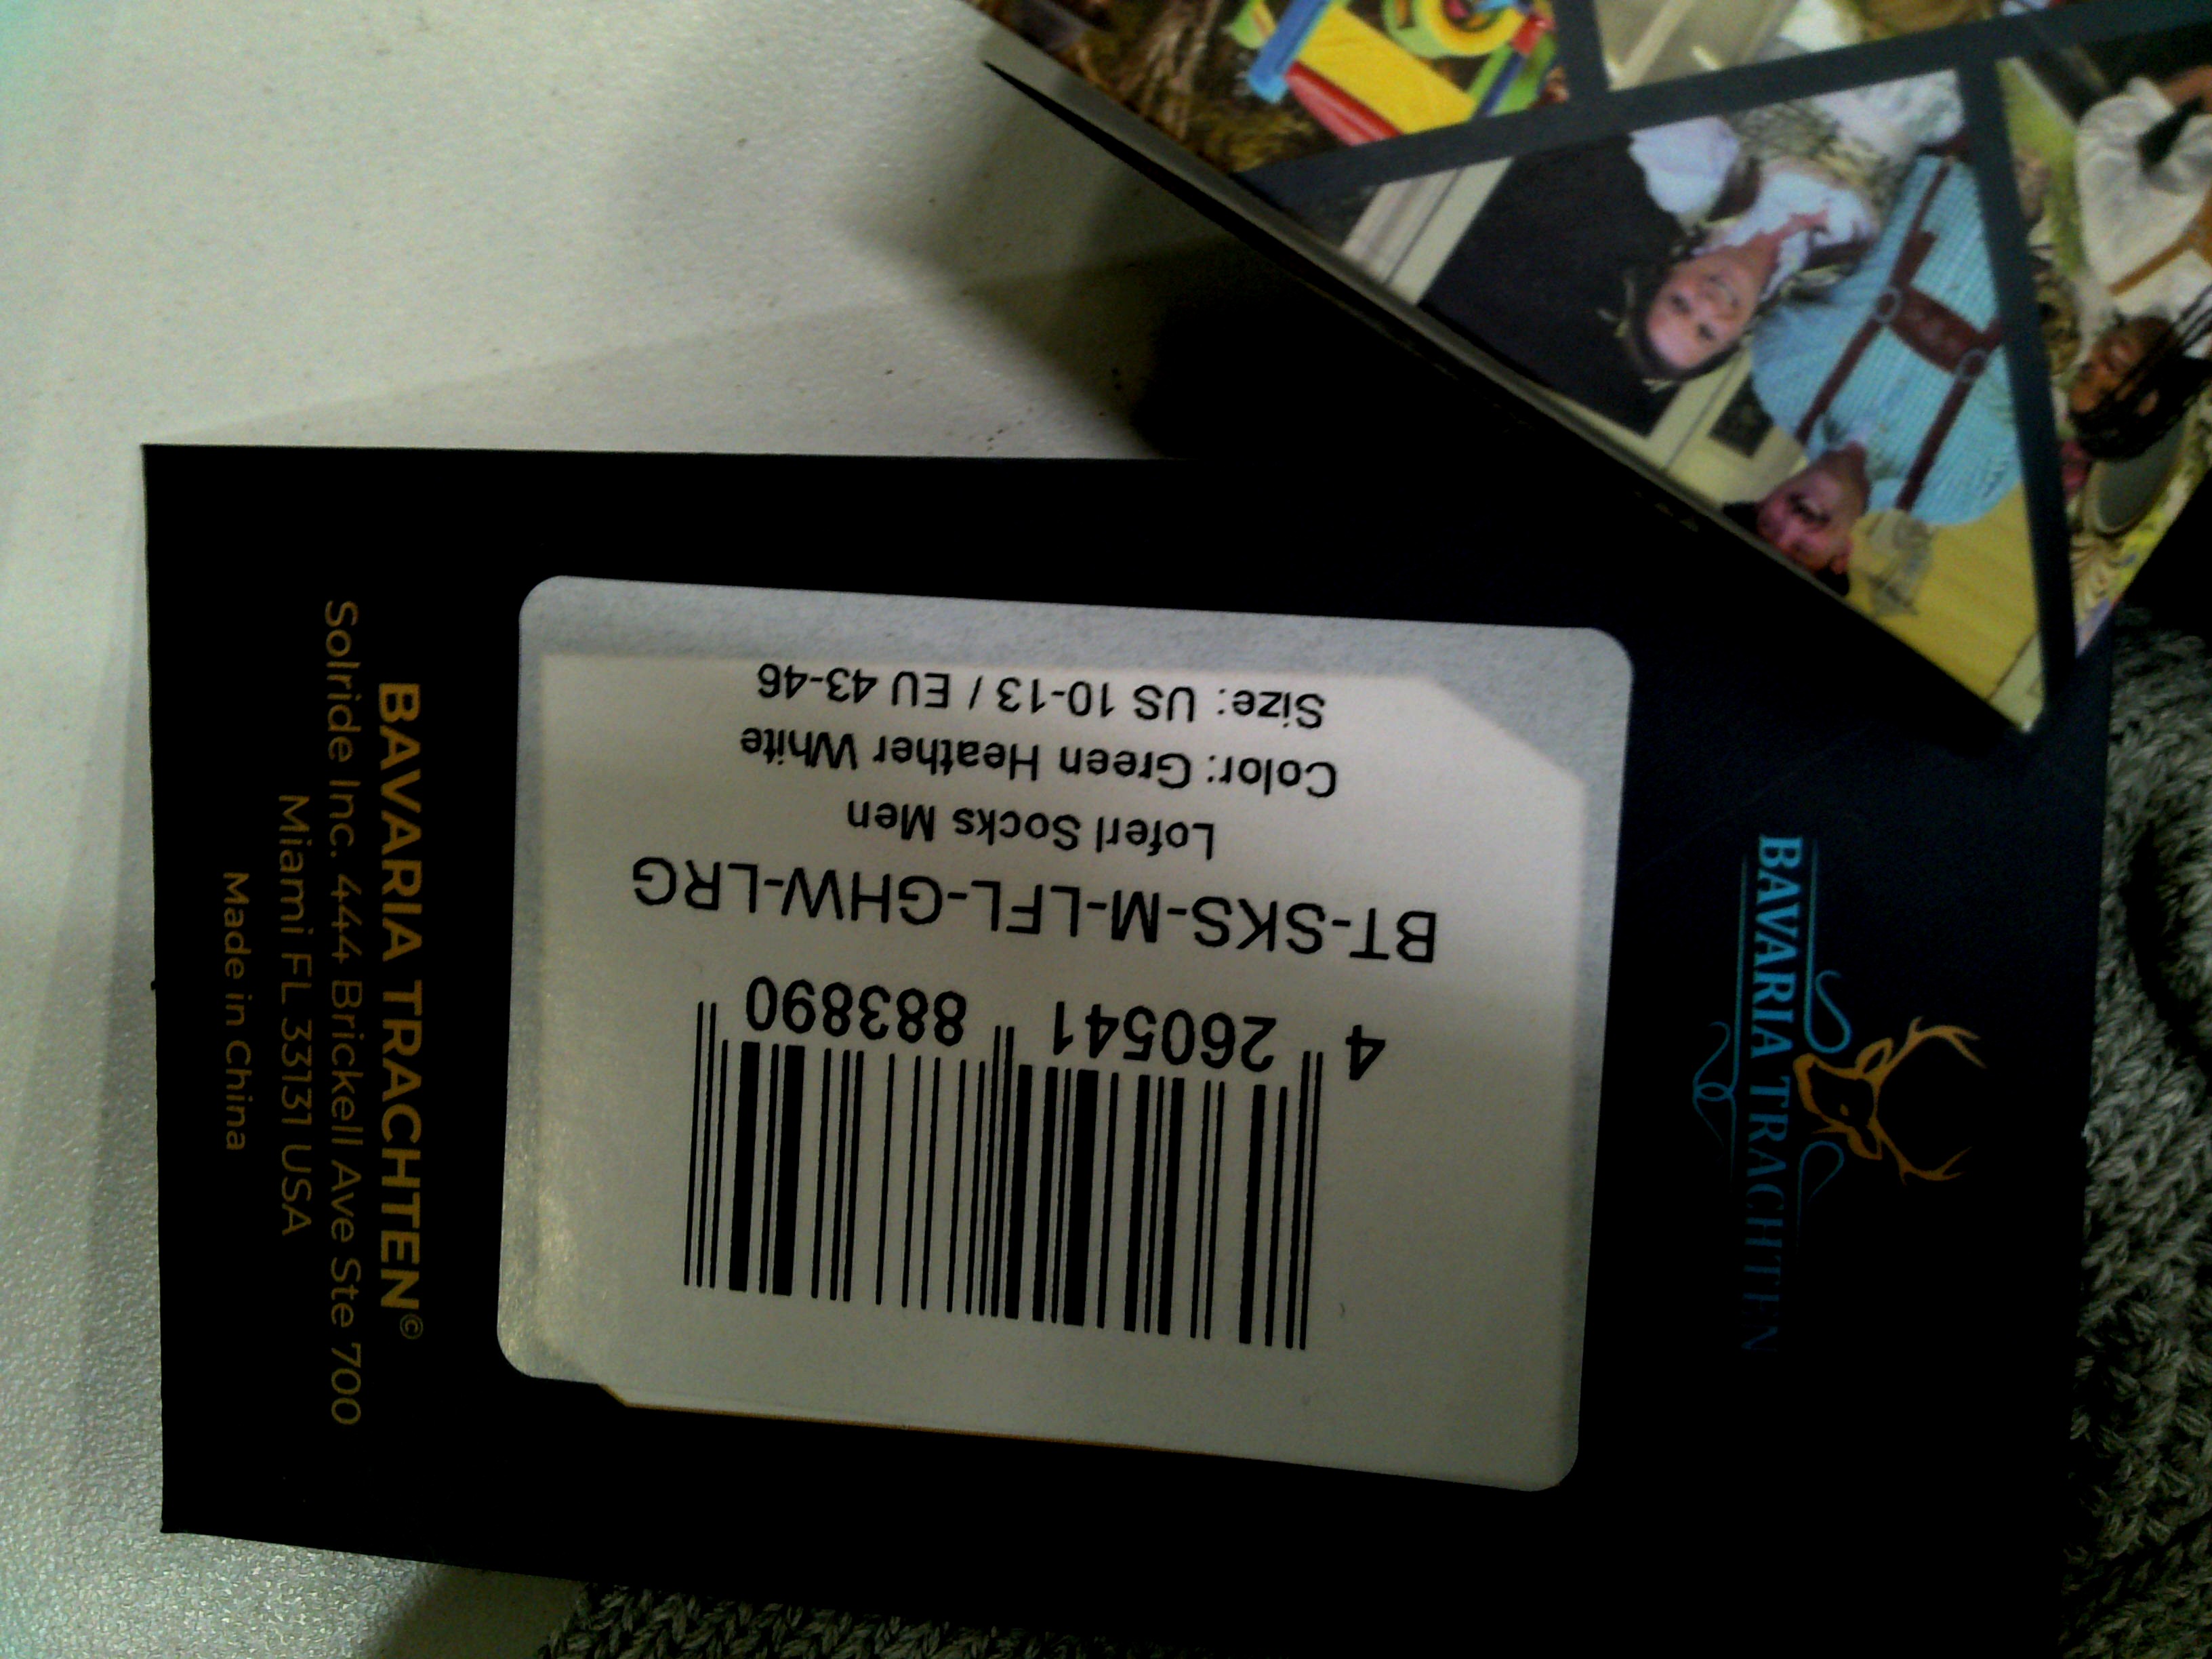 BAVARIA TRACHTEN
4 260541 883890
BT-SKS-M-LFL-GHW-LRG
Loferl Socks Men
Color: Green Heather White
Size: US 10-13 / EU 43-46
BAVARIA TRACHTEN©
Solride Inc. 444 Brickell Ave Ste 700
Miami FL 33131 USA
Made in China